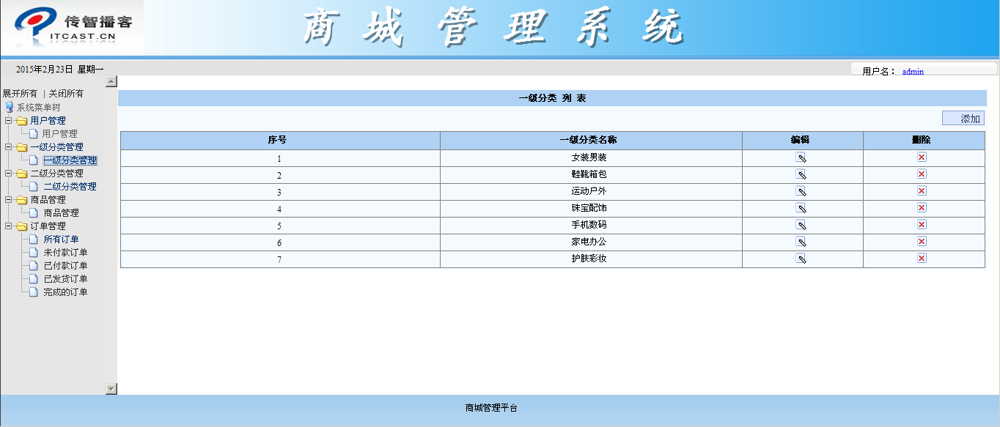 传智播客
ITCAST.CN
商城管理系统
2015年2月23日 星期一
用户名： admin
展开所有 | 关闭所有
系统菜单树
用户管理
用户管理
一级分类管理
一级分类管理
二级分类管理
二级分类管理
商品管理
商品管理
订单管理
所有订单
未付款订单
已付款订单
已发货订单
完成的订单
一级分类 列 表
添加
序号 一级分类名称 编辑 删除
1 女装男装
2 鞋靴箱包
3 运动户外
4 珠宝配饰
5 手机数码
6 家电办公
7 护肤彩妆
商城管理平台